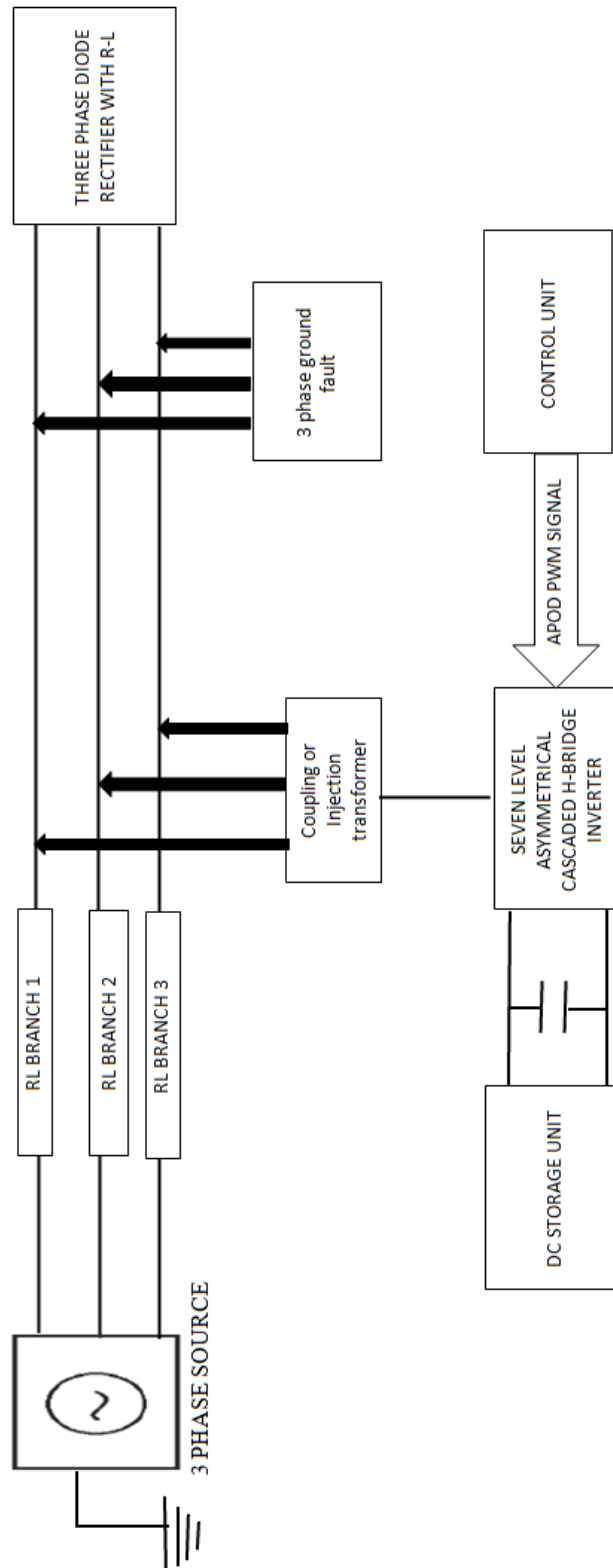 3 PHASE SOURCE
RL BRANCH 1
RL BRANCH 2
RL BRANCH 3
THREE PHASE DIODE
RECTIFIER WITH R-L
Coupling or
Injection
transformer
3 phase ground
fault
DC STORAGE UNIT
SEVEN LEVEL
ASYMMETRICAL
CASCADED H-BRIDGE
INVERTER
APOD PWM SIGNAL
CONTROL UNIT